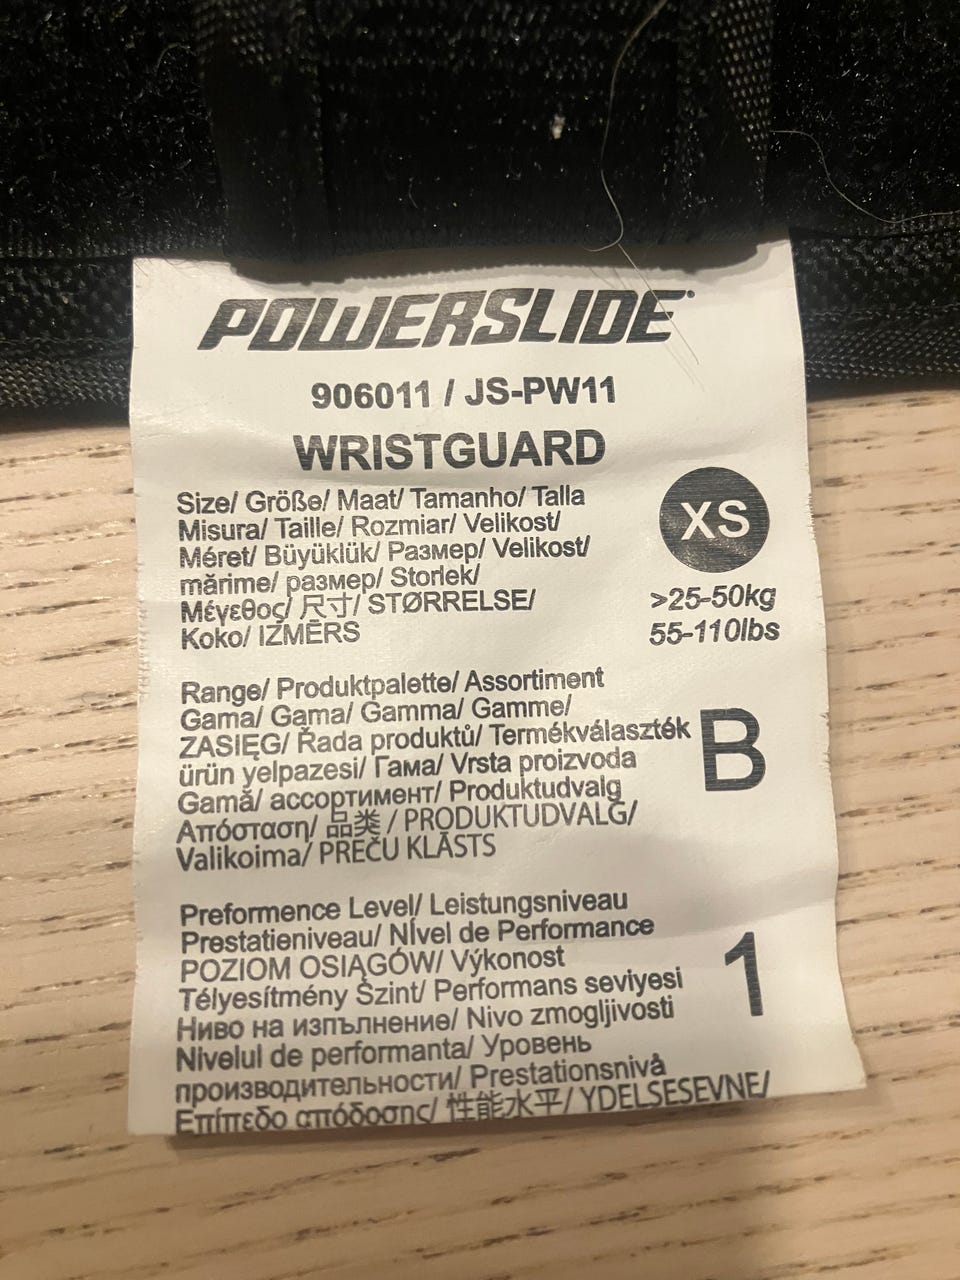 POWERSLIDE
906011 / JS-PW11
WRISTGUARD
Size/ Größe/ Maat/ Tamanho/ Talla
Misura/ Taille/ Rozmiar/ Velikost/
Méret/ Büyüklük/ Размер/ Velikost/
mărime/ размер/ Storlek/
Μέγεθος/ 尺寸/ STØRRELSE/
Koko/ IZMĒRS
XS
>25-50kg
55-110lbs
Range/ Produktpalette/ Assortiment
Gama/ Gama/ Gamma/ Gamme/
ZASIĘG/ Řada produktů/ Termékválaszték
ürün yelpazesi/ Гама/ Vrsta proizvoda
Gamă/ ассортимент/ Produktudvalg
Απόσταση/ 品类 / PRODUKTUDVALG/
Valikoima/ PREČU KLĀSTS
B
Preformence Level/ Leistungsniveau
Prestatieniveau/ Nível de Performance
POZIOM OSIĄGÓW/ Výkonost
Télyesítmény Szint/ Performans seviyesi
Ниво на изпълнение/ Nivo zmogljivosti
Nivelul de performanta/ Уровень
производительности/ Prestationsnivå
Επίπεδο απόδοσης/ 性能水平/ YDELSESEVNE/
1